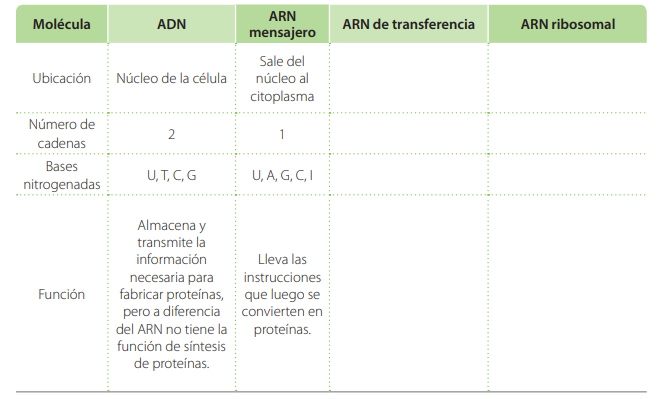 Molécula
ADN
ARN
mensajero
ARN de transferencia
ARN ribosomal
Ubicación
Núcleo de la célula
Sale del
núcleo al
citoplasma
Número de
cadenas
2
1
Bases
nitrogenadas
U, T, C, G
U, A, G, C, I
Función
Almacena y
transmite la
información
necesaria para
fabricar proteínas,
pero a diferencia
del ARN no tiene la
función de síntesis
de proteínas.
Lleva las
instrucciones
que luego se
convierten en
proteínas.